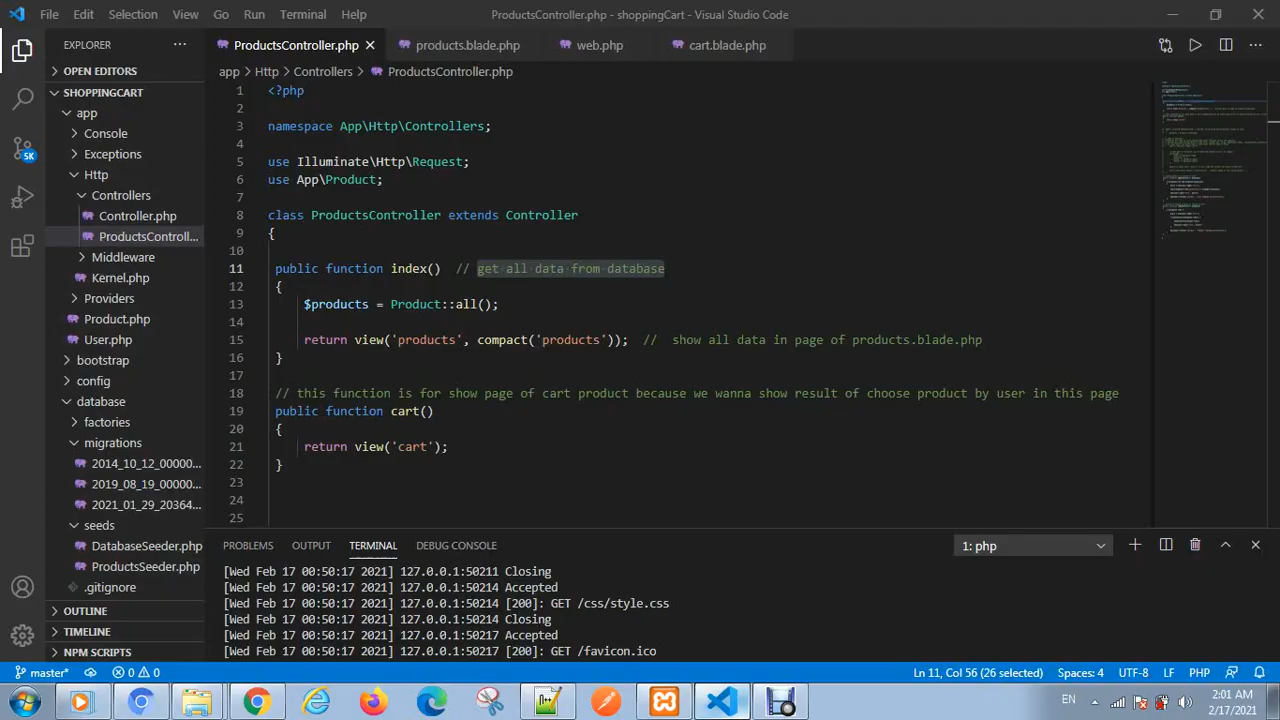 File Edit Selection View Go Run Terminal Help ProductsController.php - shoppingCart - Visual Studio Code
EXPLORER ··· ProductsController.php products.blade.php web.php cart.blade.php ···
OPEN EDITORS
app > Http > Controllers > ProductsController.php
SHOPPINGCART
app
Console
Exceptions
Http
Controllers
Controller.php
ProductsControll...
Middleware
Kernel.php
Providers
Product.php
User.php
bootstrap
config
database
factories
migrations
2014_10_12_00000...
2019_08_19_00000...
2021_01_29_20364...
seeds
DatabaseSeeder.php
ProductsSeeder.php
.gitignore
OUTLINE
TIMELINE
NPM SCRIPTS
SK
1 <?php
2
3 namespace App\Http\Controllers;
4
5 use Illuminate\Http\Request;
6 use App\Product;
7
8 class ProductsController extends Controller
9 {
10
11 public function index() // get all data from database
12 {
13 $products = Product::all();
14
15 return view('products', compact('products')); // show all data in page of products.blade.php
16 }
17
18 // this function is for show page of cart product because we wanna show result of choose product by user in this page
19 public function cart()
20 {
21 return view('cart');
22 }
23
24
25
PROBLEMS OUTPUT TERMINAL DEBUG CONSOLE 1: php
[Wed Feb 17 00:50:17 2021] 127.0.0.1:50211 Closing
[Wed Feb 17 00:50:17 2021] 127.0.0.1:50214 Accepted
[Wed Feb 17 00:50:17 2021] 127.0.0.1:50214 [200]: GET /css/style.css
[Wed Feb 17 00:50:17 2021] 127.0.0.1:50214 Closing
[Wed Feb 17 00:50:17 2021] 127.0.0.1:50217 Accepted
[Wed Feb 17 00:50:17 2021] 127.0.0.1:50217 [200]: GET /favicon.ico
master* 0 0 Ln 11, Col 56 (26 selected) Spaces: 4 UTF-8 LF PHP
EN 2:01 AM
2/17/2021